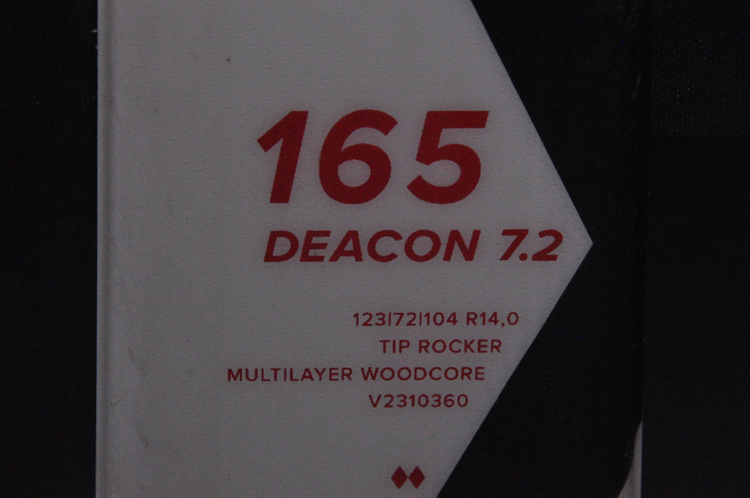 165
DEACON 7.2
123|72|104 R14,0
TIP ROCKER
MULTILAYER WOODCORE
V2310360